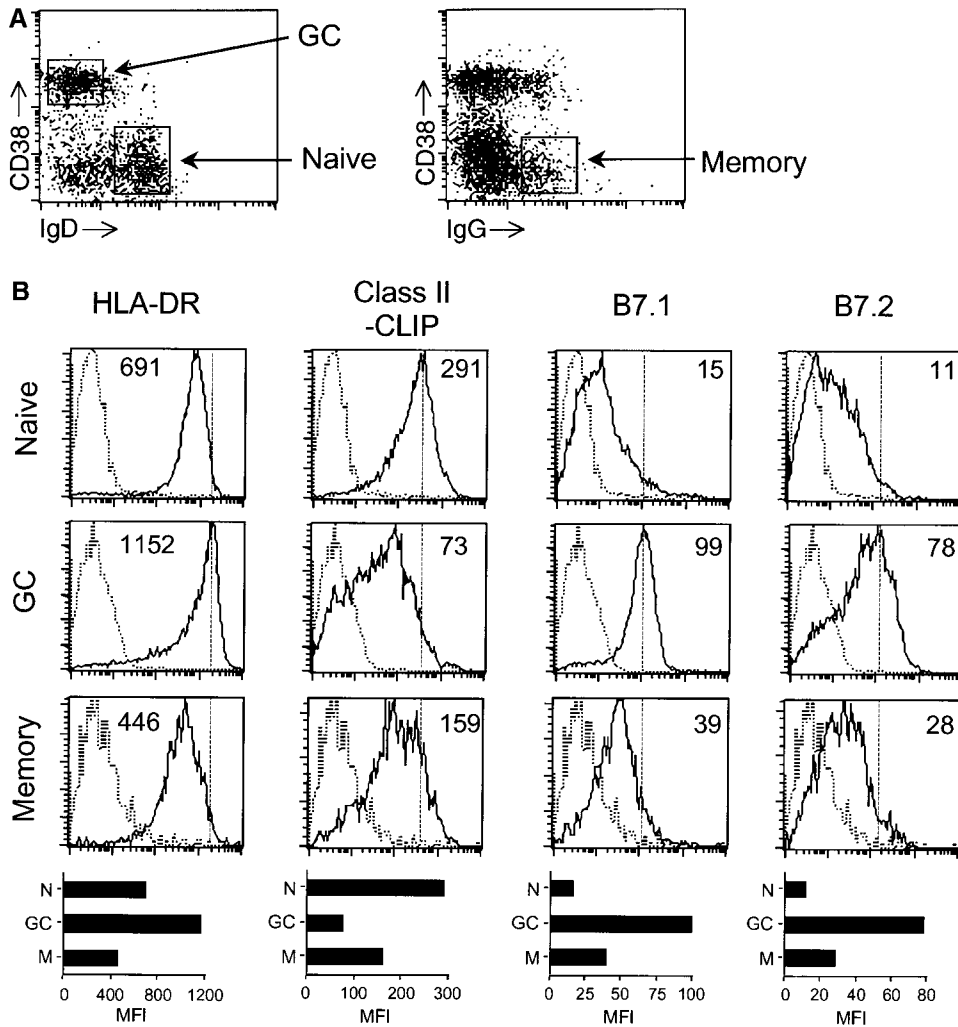 A
GC
Naive
CD38
IgD
Memory
CD38
IgG
B
HLA-DR
Class II
-CLIP
B7.1
B7.2
Naive
691
291
15
11
GC
1152
73
99
78
Memory
446
159
39
28
N
GC
M
0 400 800 1200
MFI
N
GC
M
0 100 200 300
MFI
N
GC
M
0 25 50 75 100
MFI
N
GC
M
0 20 40 60 80
MFI